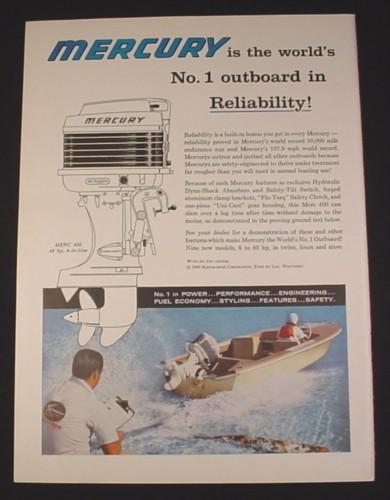 MERCURY is the world's
No. 1 outboard in
Reliability!
MERCURY
Reliability is a built-in bonus you get in every Mercury —
reliability proved in Mercury's world record 50,000 mile
endurance run and Mercury's 107.8 mph world record.
Mercurys outrun and outlast all other outboards because
Mercurys are safety-engineered to thrive under treatment
far rougher than you will meet in normal boating use!
Because of such Mercury features as exclusive Hydraulic
Dyna-Shock Absorbers and Safety-Tilt Switch, forged
aluminum clamp brackets, "Flo-Torq" Safety Clutch, and
one-piece "Uni-Cast" gear housing, this Merc 400 can
slam over a log time after time without damage to the
motor, as demonstrated in the proving ground test below.
See your dealer for a demonstration of these and other
features which make Mercury the World's No. 1 Outboard!
Nine new models, 6 to 80 hp, in twins, fours and sixes
Write for free catalog
© 1960 Kiekhaefer Corporation, Fond du Lac, Wisconsin
MERC 400
45 hp, 4-in-line
No. 1 in POWER...PERFORMANCE...ENGINEERING...
FUEL ECONOMY...STYLING...FEATURES...SAFETY.